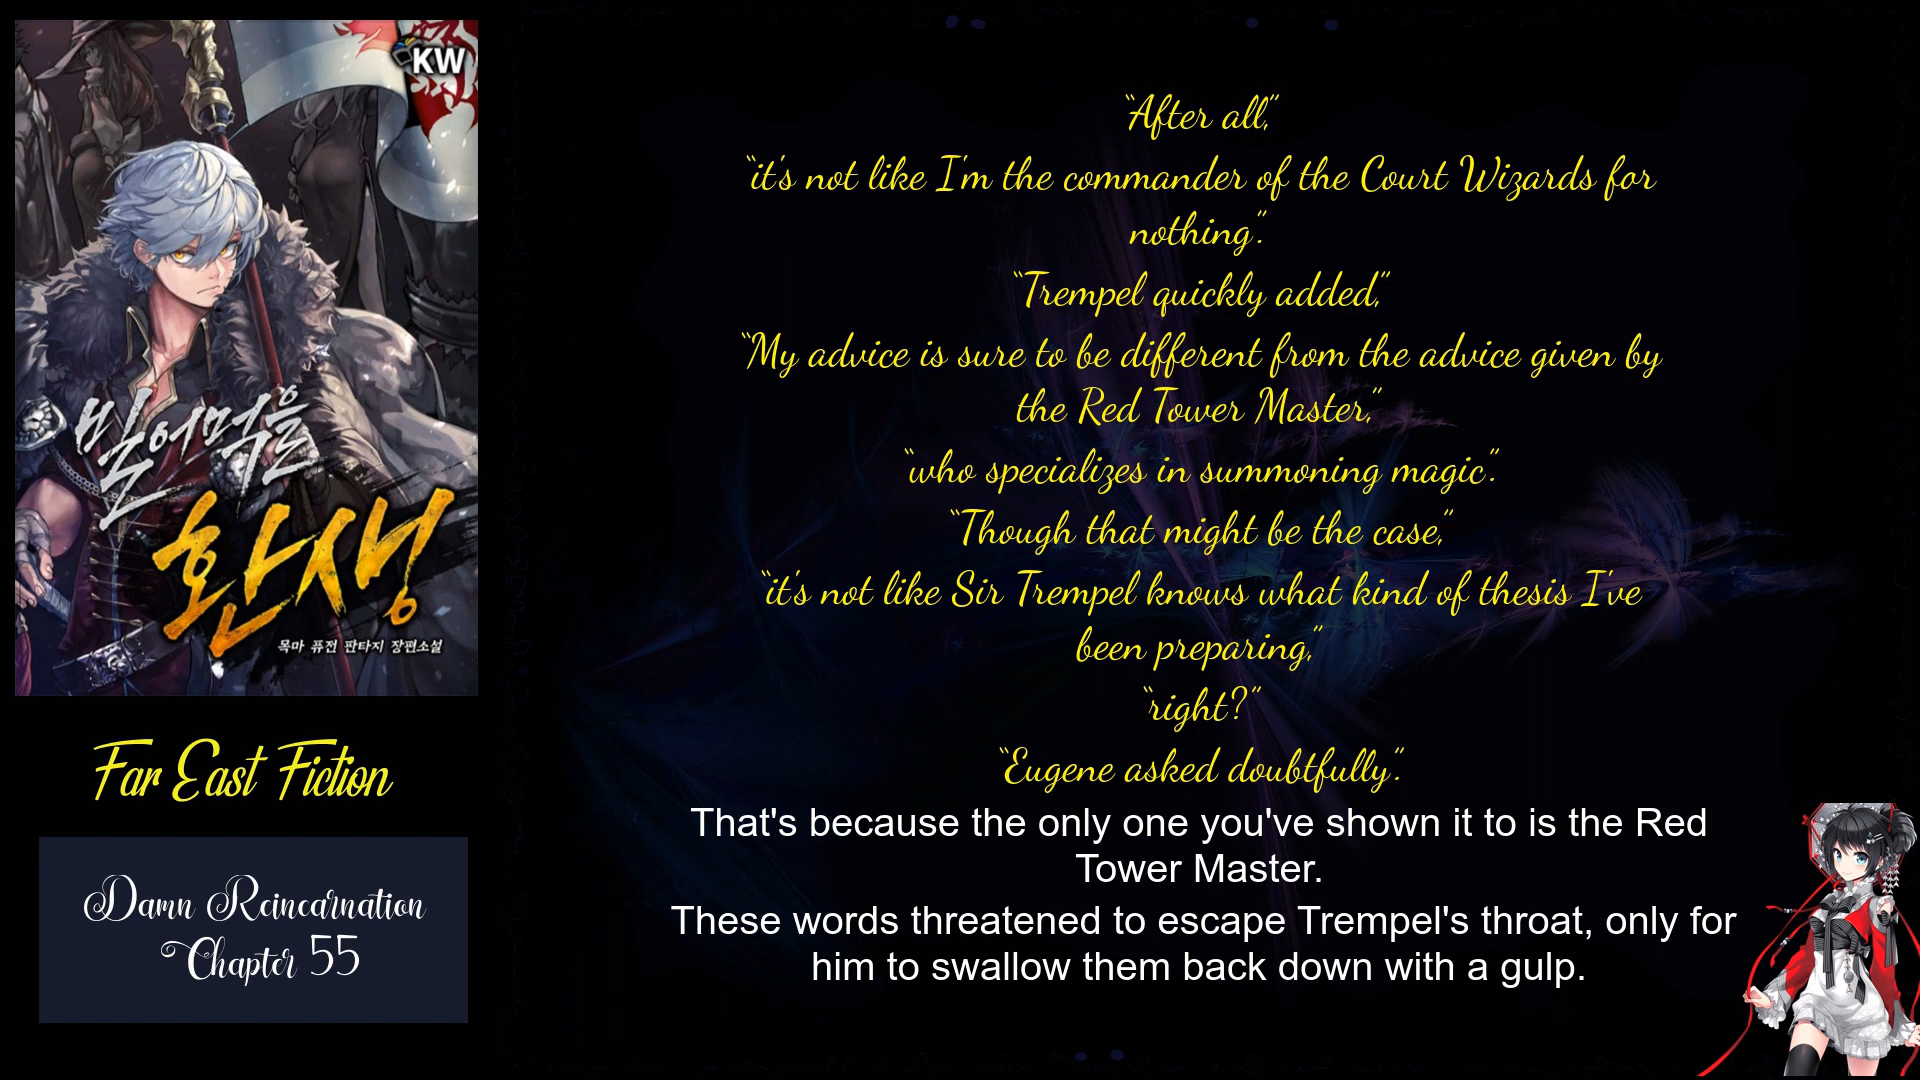 KW
빌어먹을
환생
목마 퓨전 판타지 장편소설
Far East Fiction
Damn Reincarnation
Chapter 55
“After all,”
“it's not like I'm the commander of the Court Wizards for
nothing.”
“Trempel quickly added,”
“My advice is sure to be different from the advice given by
the Red Tower Master,”
“who specializes in summoning magic.”
“Though that might be the case,”
“it's not like Sir Trempel knows what kind of thesis I've
been preparing,”
“right?”
“Eugene asked doubtfully.”
That's because the only one you've shown it to is the Red
Tower Master.
These words threatened to escape Trempel's throat, only for
him to swallow them back down with a gulp.